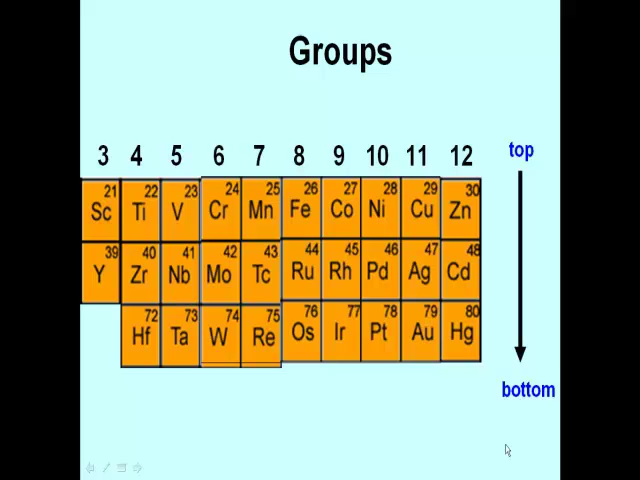 Groups
3 4 5 6 7 8 9 10 11 12 top
21 22 23 24 25 26 27 28 29 30
Sc Ti V Cr Mn Fe Co Ni Cu Zn
39 40 41 42 43 44 45 46 47 48
Y Zr Nb Mo Tc Ru Rh Pd Ag Cd
72 73 74 75 76 77 78 79 80
Hf Ta W Re Os Ir Pt Au Hg
bottom